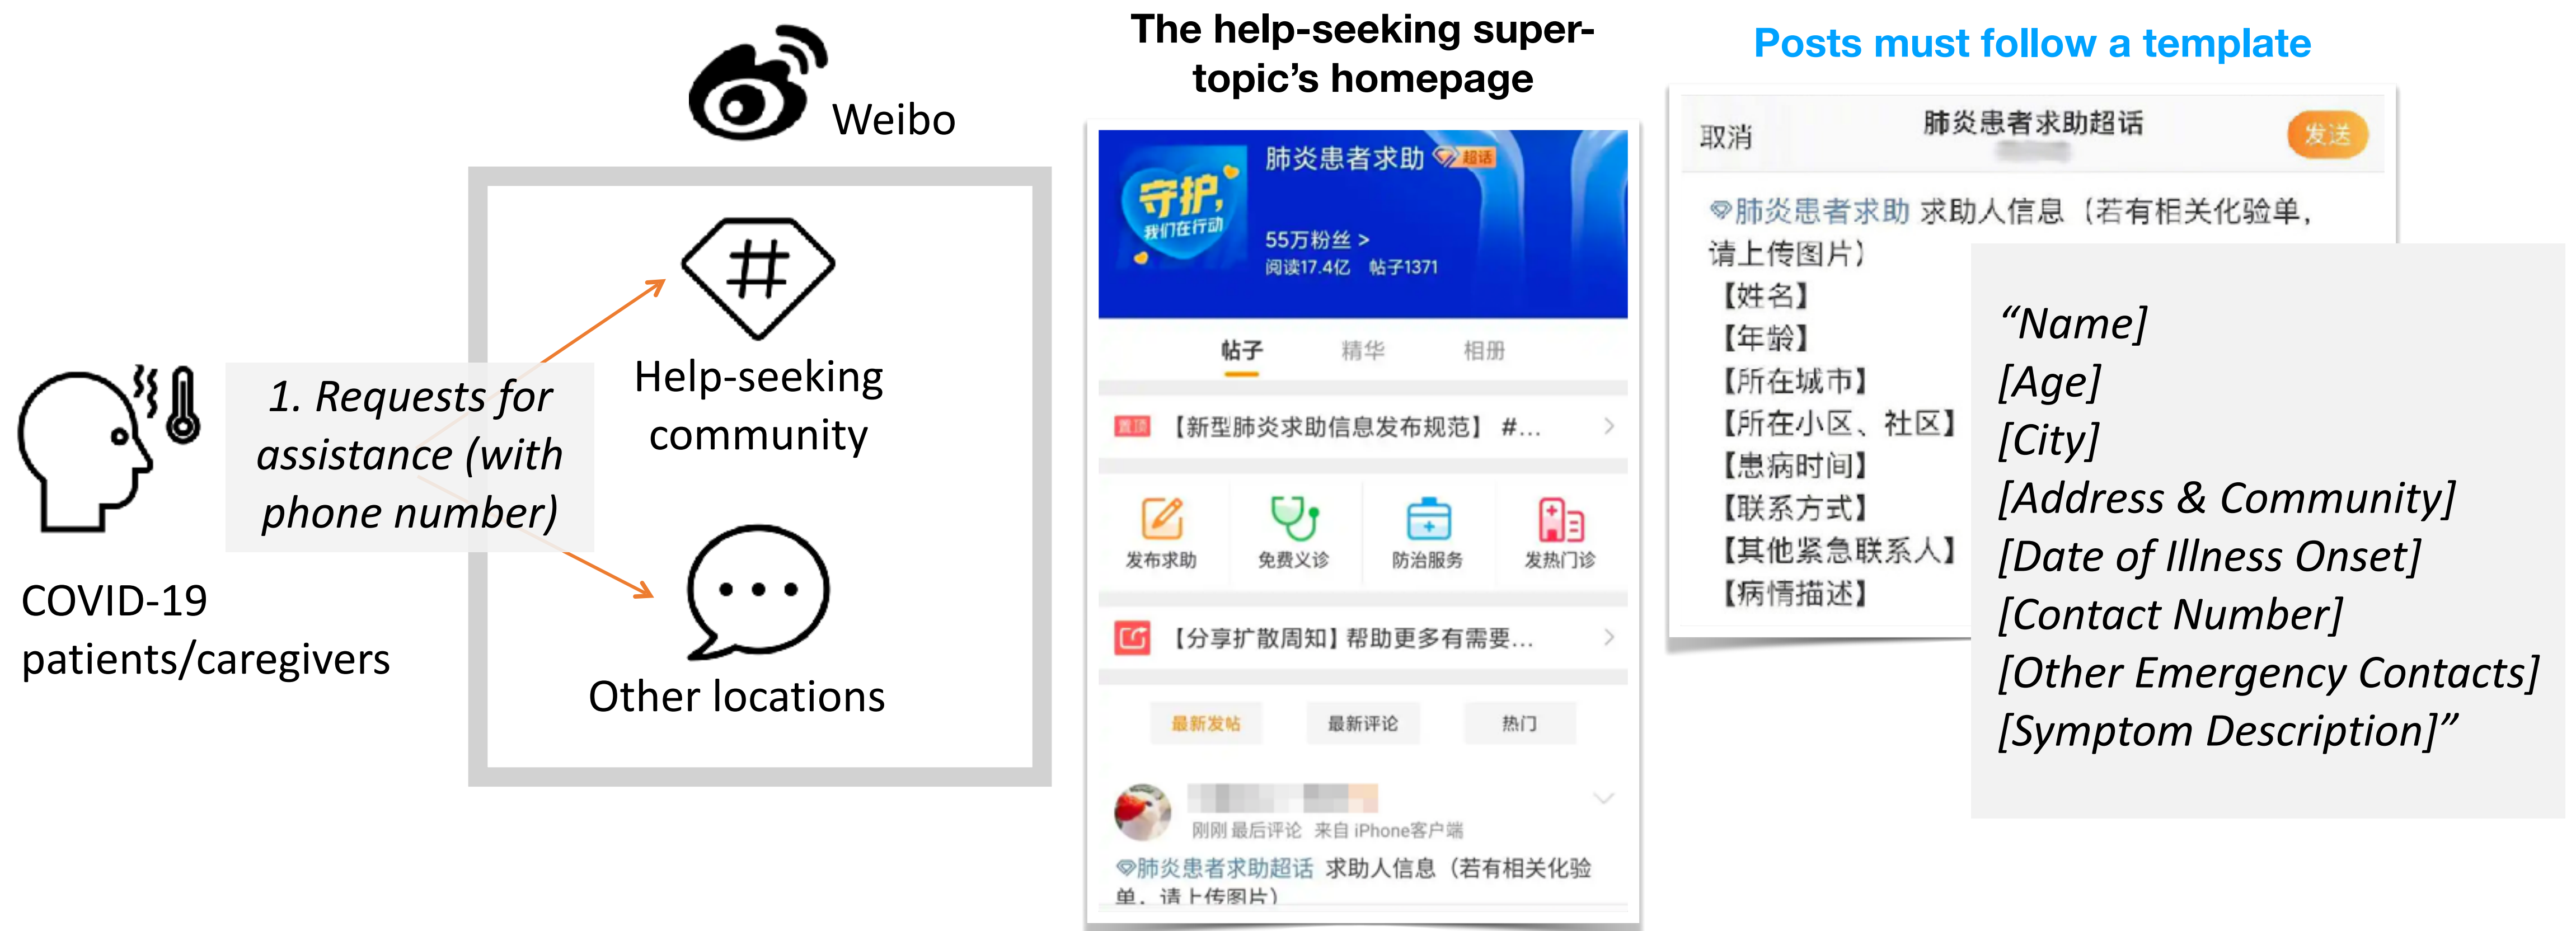 Weibo
1. Requests for
assistance (with
phone number)
COVID-19
patients/caregivers
#
Help-seeking
community
Other locations
The help-seeking super-
topic’s homepage
守护,
我们在行动
肺炎患者求助 超话
55万粉丝 >
阅读17.4亿 帖子1371
帖子 精华 相册
置顶 【新型肺炎求助信息发布规范】 #...
发布求助 免费义诊 防治服务 发热门诊
【分享扩散周知】帮助更多有需要...
最新发帖 最新评论 热门
刚刚 最后评论 来自 iPhone客户端
肺炎患者求助超话 求助人信息（若有相关化验
单，请上传图片）
Posts must follow a template
取消 肺炎患者求助超话 发送
肺炎患者求助 求助人信息（若有相关化验单，
请上传图片）
【姓名】
【年龄】
【所在城市】
【所在小区、社区】
【患病时间】
【联系方式】
【其他紧急联系人】
【病情描述】
“Name]
[Age]
[City]
[Address & Community]
[Date of Illness Onset]
[Contact Number]
[Other Emergency Contacts]
[Symptom Description]”